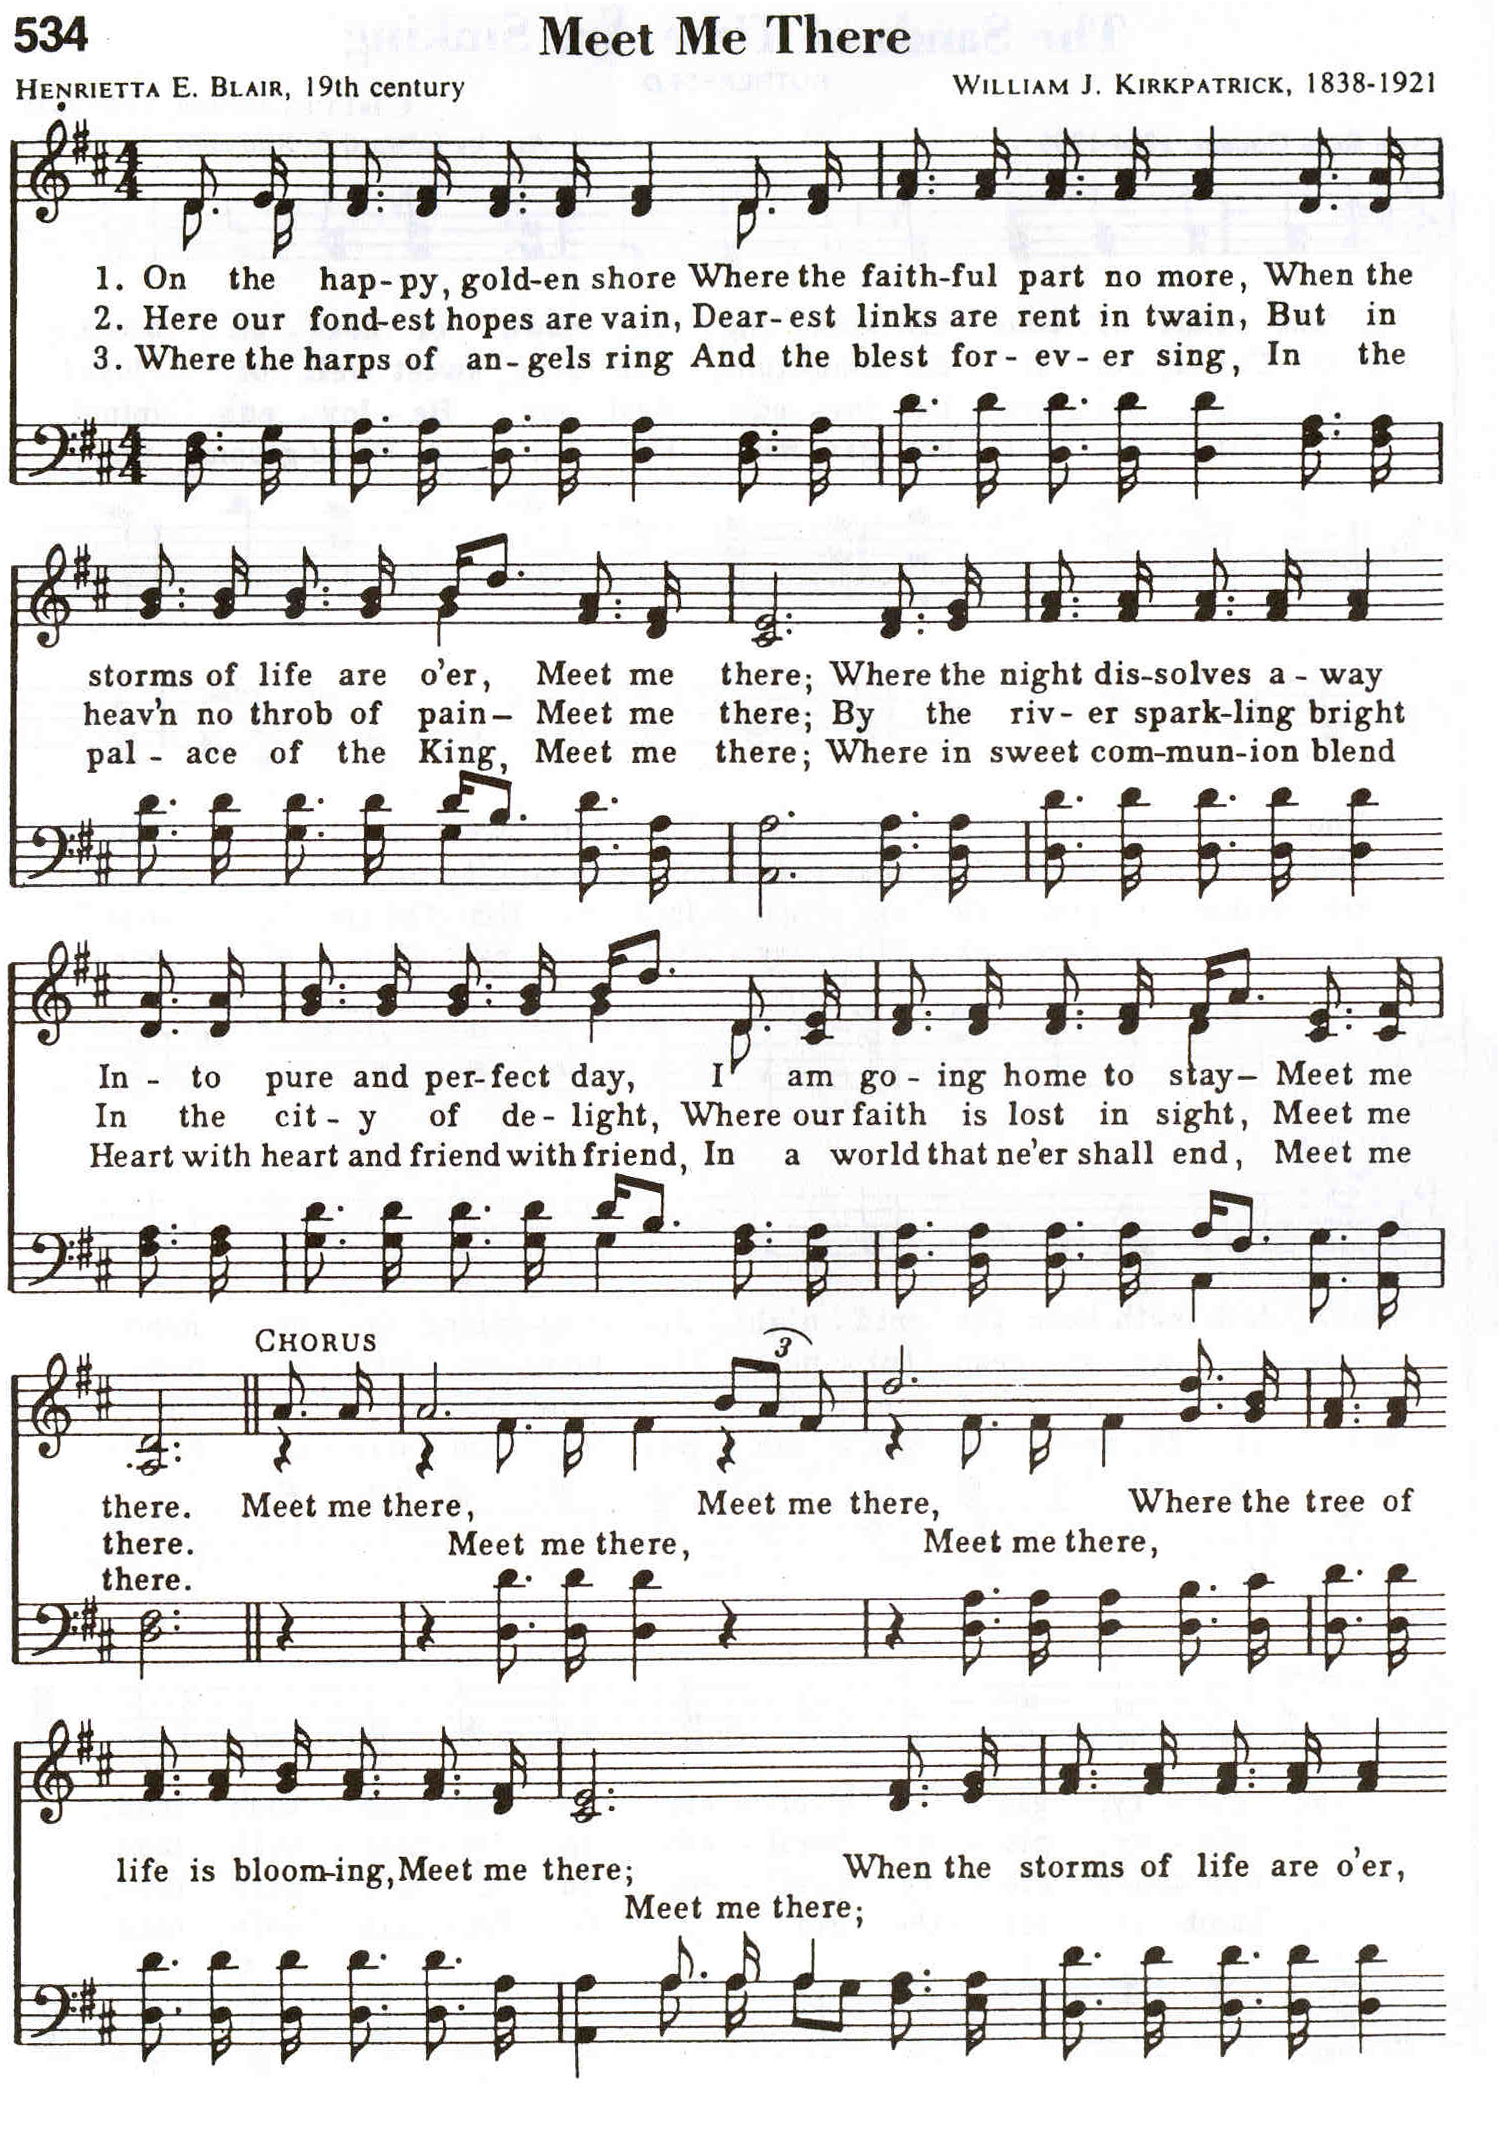 534 Meet Me There
HENRIETTA E. BLAIR, 19th century WILLIAM J. KIRKPATRICK, 1838-1921
1. On the hap-py, gold-en shore Where the faith-ful part no more, When the
2. Here our fond-est hopes are vain, Dear-est links are rent in twain, But in
3. Where the harps of an-gels ring And the blest for-ev-er sing, In the
storms of life are o'er, Meet me there; Where the night dis-solves a-way
heav'n no throb of pain– Meet me there; By the riv-er spark-ling bright
pal-ace of the King, Meet me there; Where in sweet com-mun-ion blend
In-to pure and per-fect day, I am go-ing home to stay– Meet me
In the cit-y of de-light, Where our faith is lost in sight, Meet me
Heart with heart and friend with friend, In a world that ne'er shall end, Meet me
CHORUS
3
there. Meet me there, Meet me there, Where the tree of
there. Meet me there, Meet me there,
there.
life is bloom-ing, Meet me there; When the storms of life are o'er,
Meet me there;